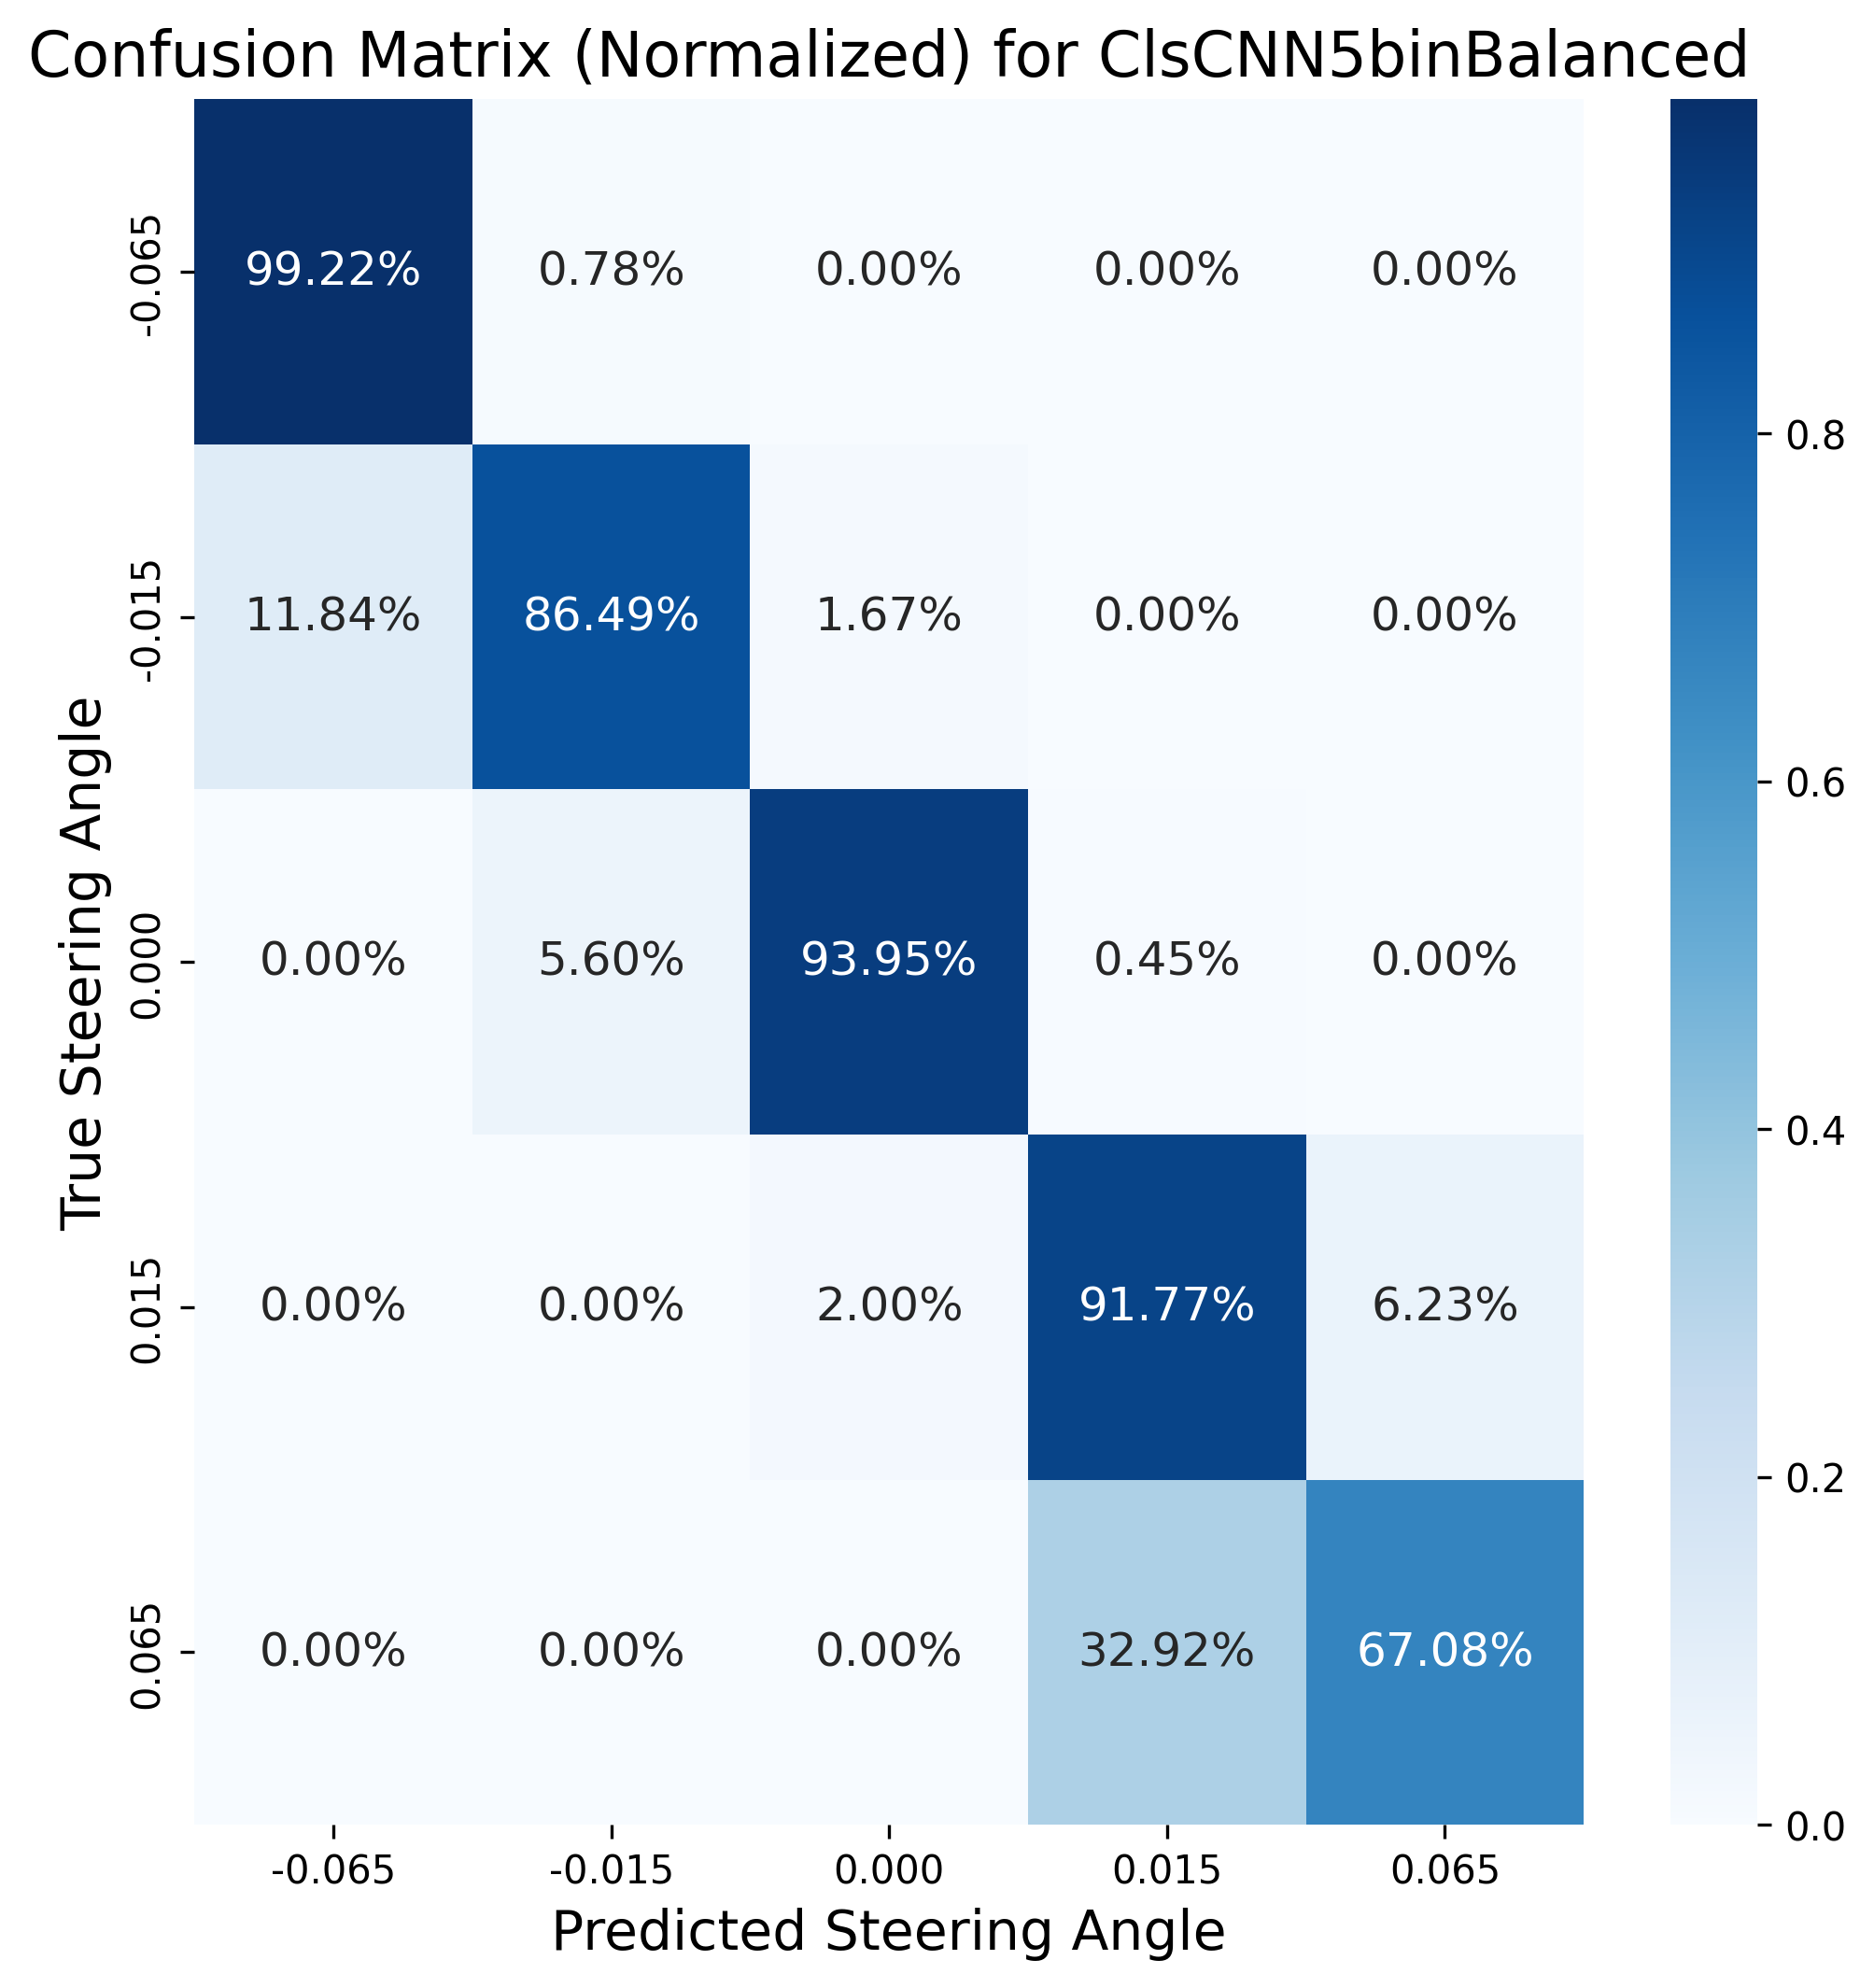 Confusion Matrix (Normalized) for ClsCNN5binBalanced
True Steering Angle
-0.065
99.22% 0.78% 0.00% 0.00% 0.00%
-0.015
11.84% 86.49% 1.67% 0.00% 0.00%
0.000
0.00% 5.60% 93.95% 0.45% 0.00%
0.015
0.00% 0.00% 2.00% 91.77% 6.23%
0.065
0.00% 0.00% 0.00% 32.92% 67.08%
-0.065 -0.015 0.000 0.015 0.065
Predicted Steering Angle
0.8
0.6
0.4
0.2
0.0